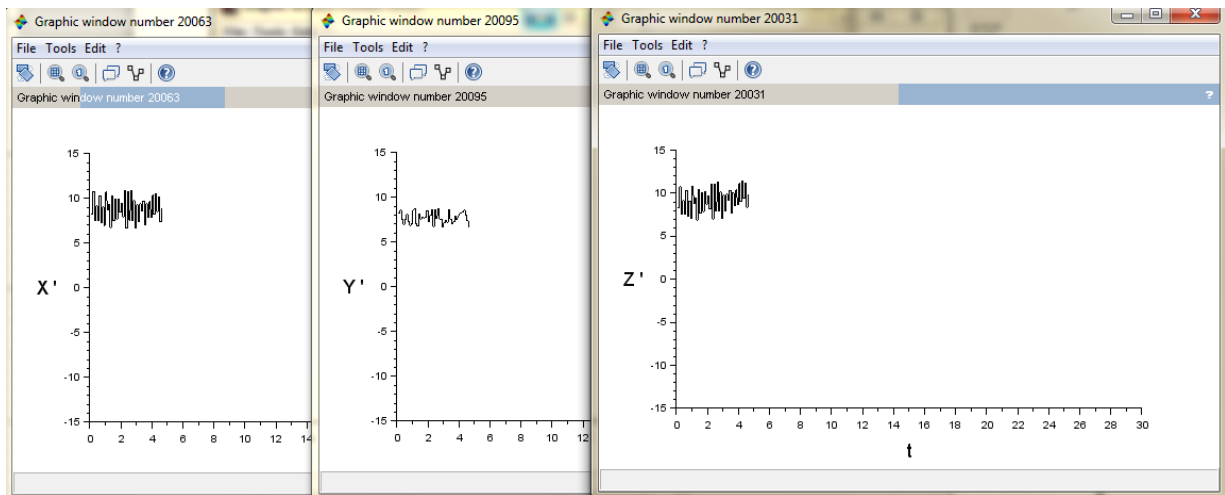 Graphic window number 20063
File Tools Edit ?
Graphic window number 20063
15
10
5
X '
0
-5
-10
-15
0 2 4 6 8 10 12 14
Graphic window number 20095
File Tools Edit ?
Graphic window number 20095
15
10
5
Y '
0
-5
-10
-15
0 2 4 6 8 10 12
Graphic window number 20031
File Tools Edit ?
Graphic window number 20031
?
15
10
5
Z '
0
-5
-10
-15
0 2 4 6 8 10 12 14 16 18 20 22 24 26 28 30
t